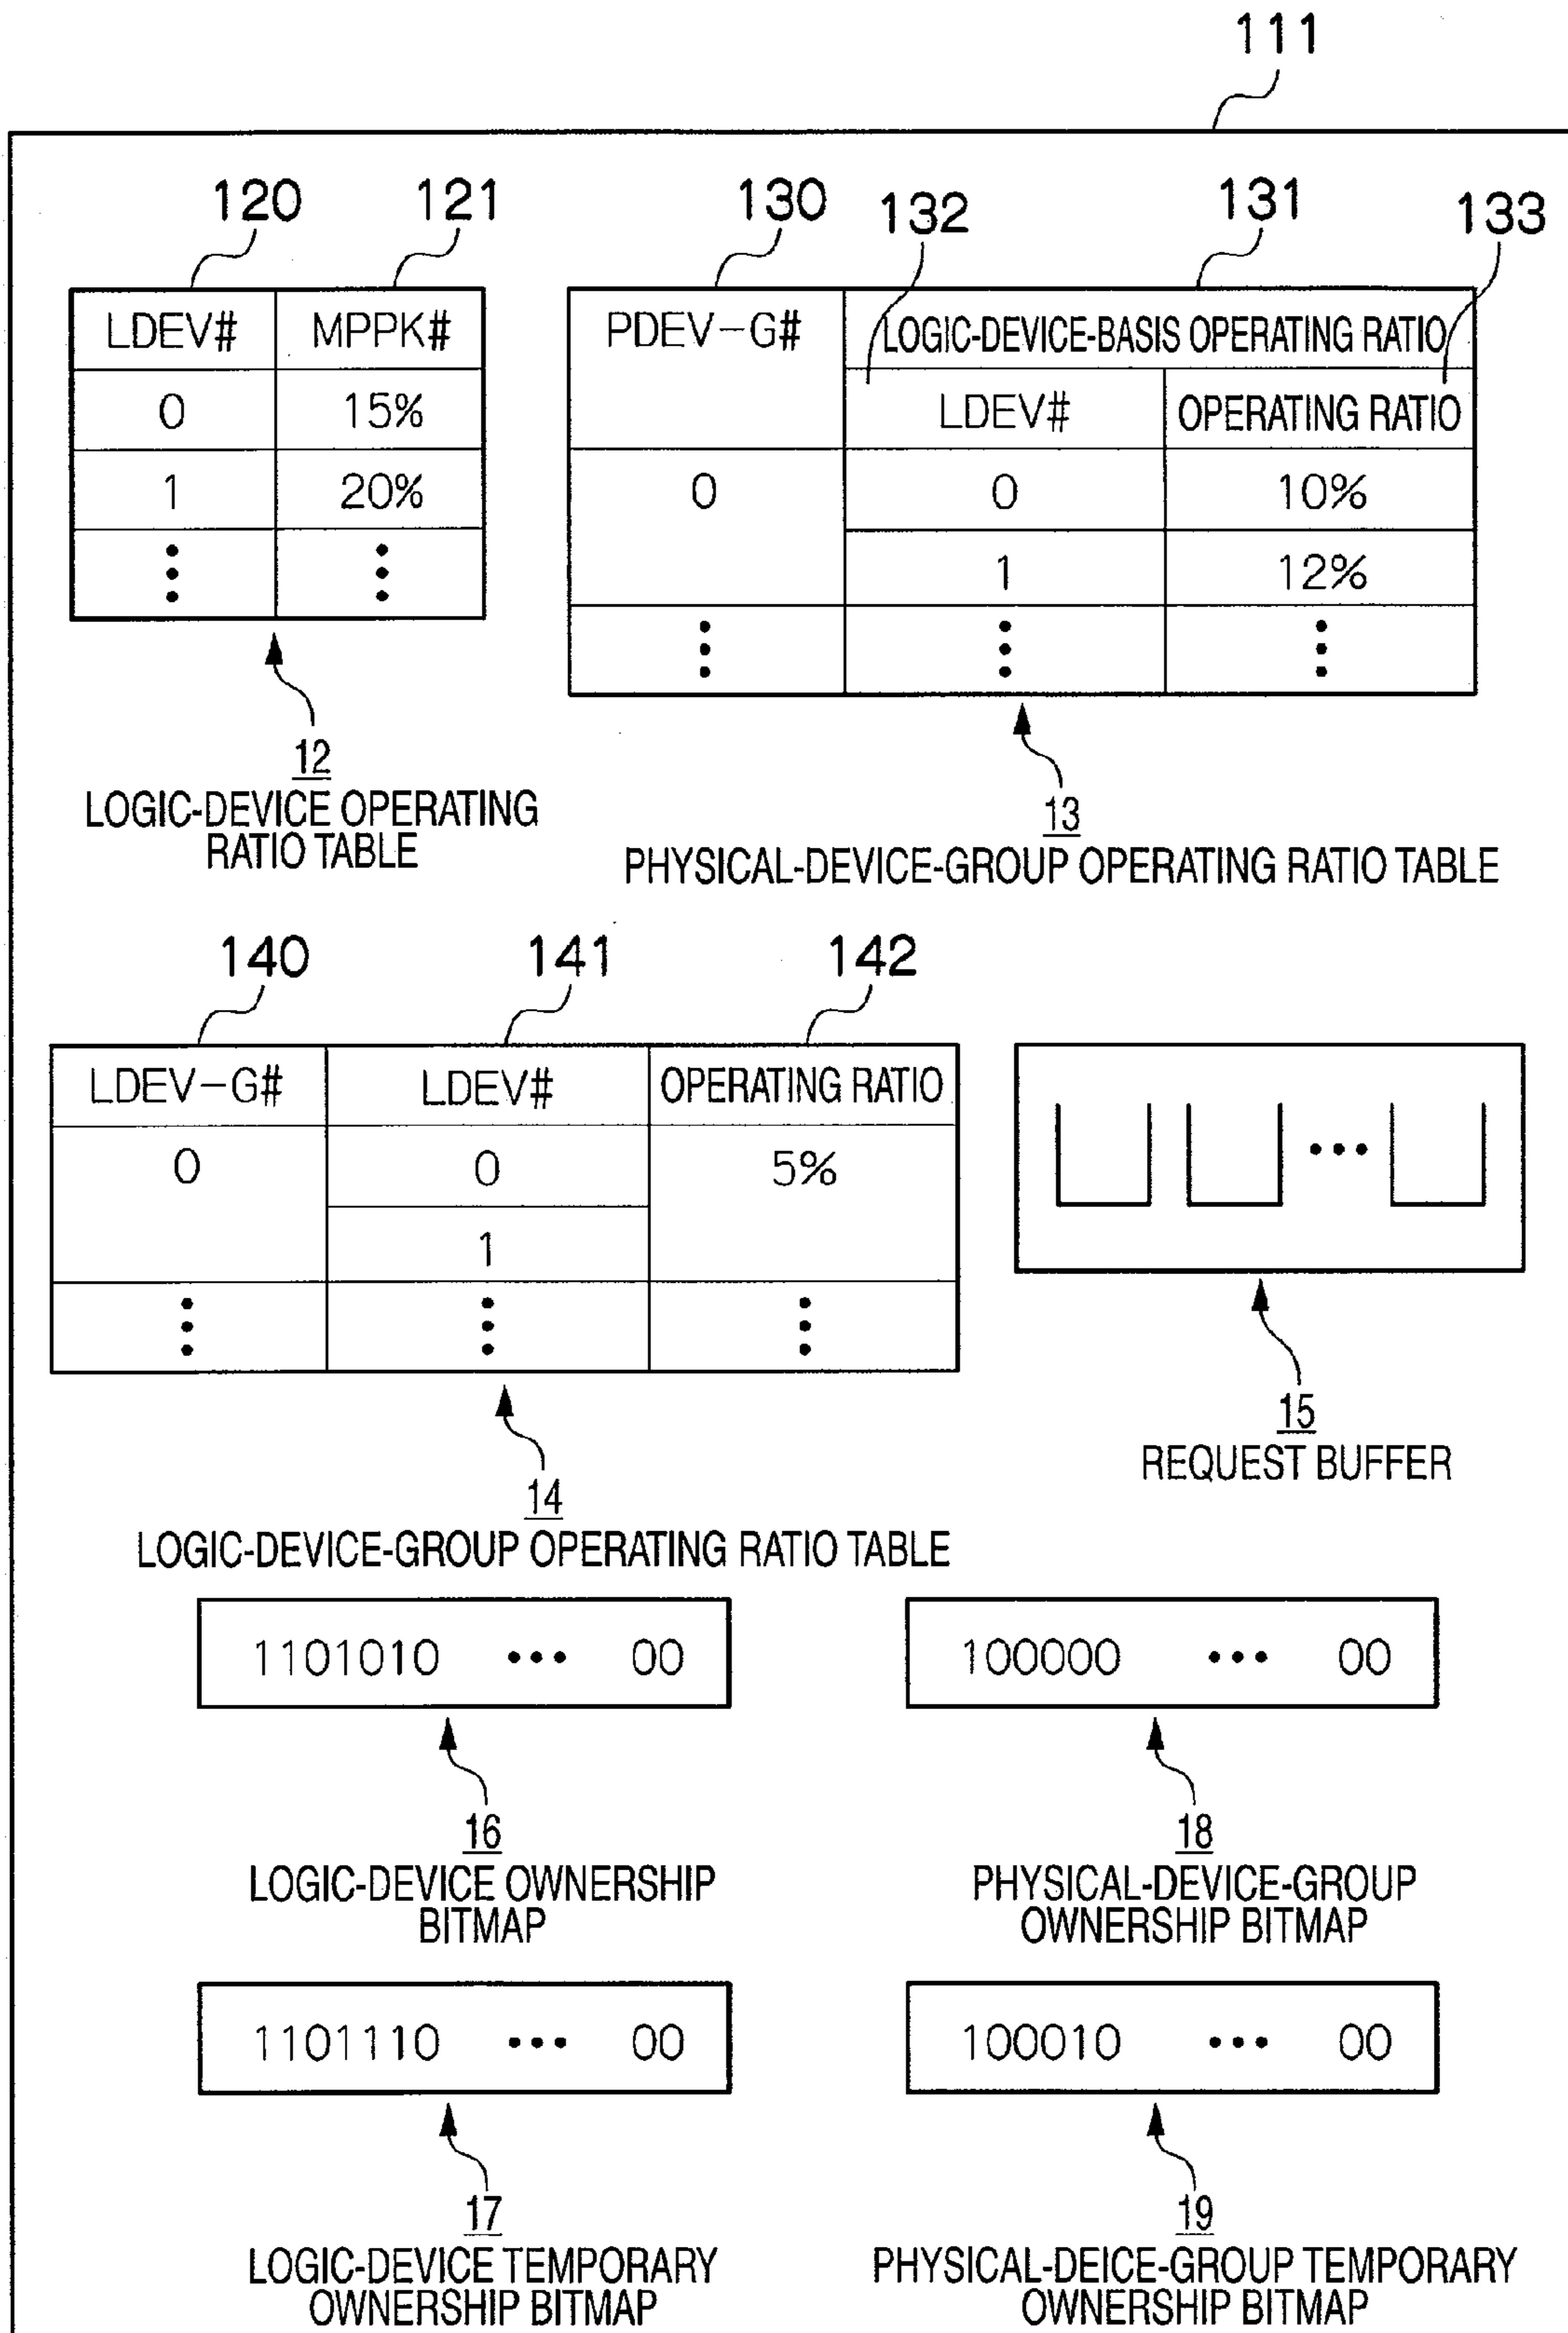 111
120 121 130 132 131 133
LDEV# MPPK#
0 15%
1 20%
PDEV-G# LOGIC-DEVICE-BASIS OPERATING RATIO
LDEV# OPERATING RATIO
0 0 10%
1 12%
12
LOGIC-DEVICE OPERATING
RATIO TABLE
13
PHYSICAL-DEVICE-GROUP OPERATING RATIO TABLE
140 141 142
LDEV-G# LDEV# OPERATING RATIO
0 0 5%
1
14
LOGIC-DEVICE-GROUP OPERATING RATIO TABLE
15
REQUEST BUFFER
1101010 ••• 00
16
LOGIC-DEVICE OWNERSHIP
BITMAP
100000 ••• 00
18
PHYSICAL-DEVICE-GROUP
OWNERSHIP BITMAP
1101110 ••• 00
17
LOGIC-DEVICE TEMPORARY
OWNERSHIP BITMAP
100010 ••• 00
19
PHYSICAL-DEICE-GROUP TEMPORARY
OWNERSHIP BITMAP